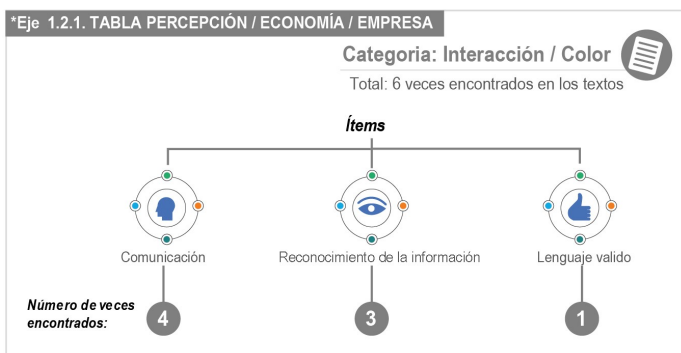 *Eje 1.2.1. TABLA PERCEPCIÓN / ECONOMÍA / EMPRESA
Categoria: Interacción / Color
Total: 6 veces encontrados en los textos
Ítems
Comunicación
Reconocimiento de la información
Lenguaje valido
Número de veces
encontrados:
4
3
1